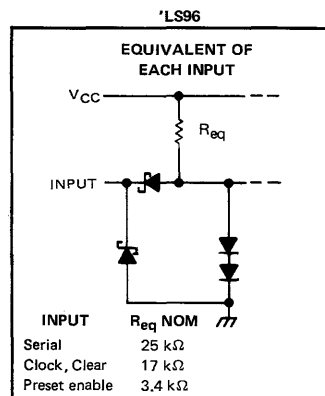 'LS96
EQUIVALENT OF
EACH INPUT
VCC
Req
INPUT
INPUT Req NOM
Serial 25 kΩ
Clock, Clear 17 kΩ
Preset enable 3.4 kΩ